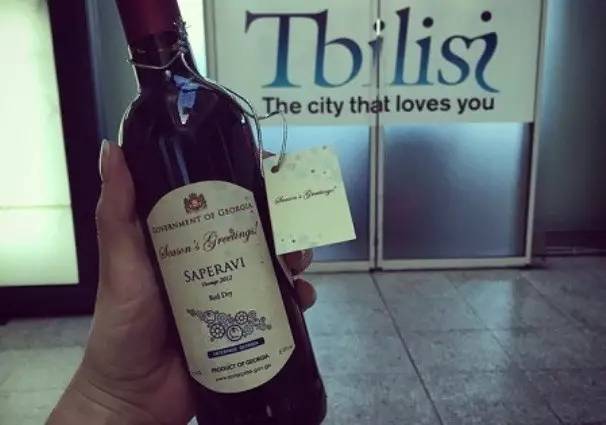 Tbilisi
The city that loves you
Season's Greetings!
GOVERNMENT OF GEORGIA
Season's Greetings!
SAPERAVI
Vintage 2012
Red Dry
PRODUCT OF GEORGIA